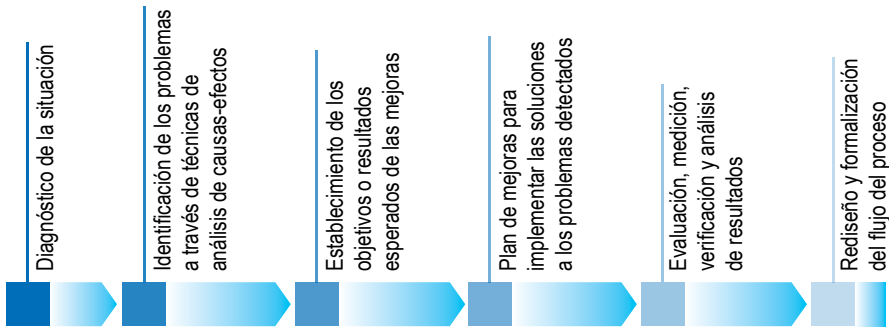 Diagnóstico de la situación
Identificación de los problemas
a través de técnicas de
análisis de causas-efectos
Establecimiento de los
objetivos o resultados
esperados de las mejoras
Plan de mejoras para
implementar las soluciones
a los problemas detectados
Evaluación, medición,
verificación y análisis
de resultados
Rediseño y formalización
del flujo del proceso